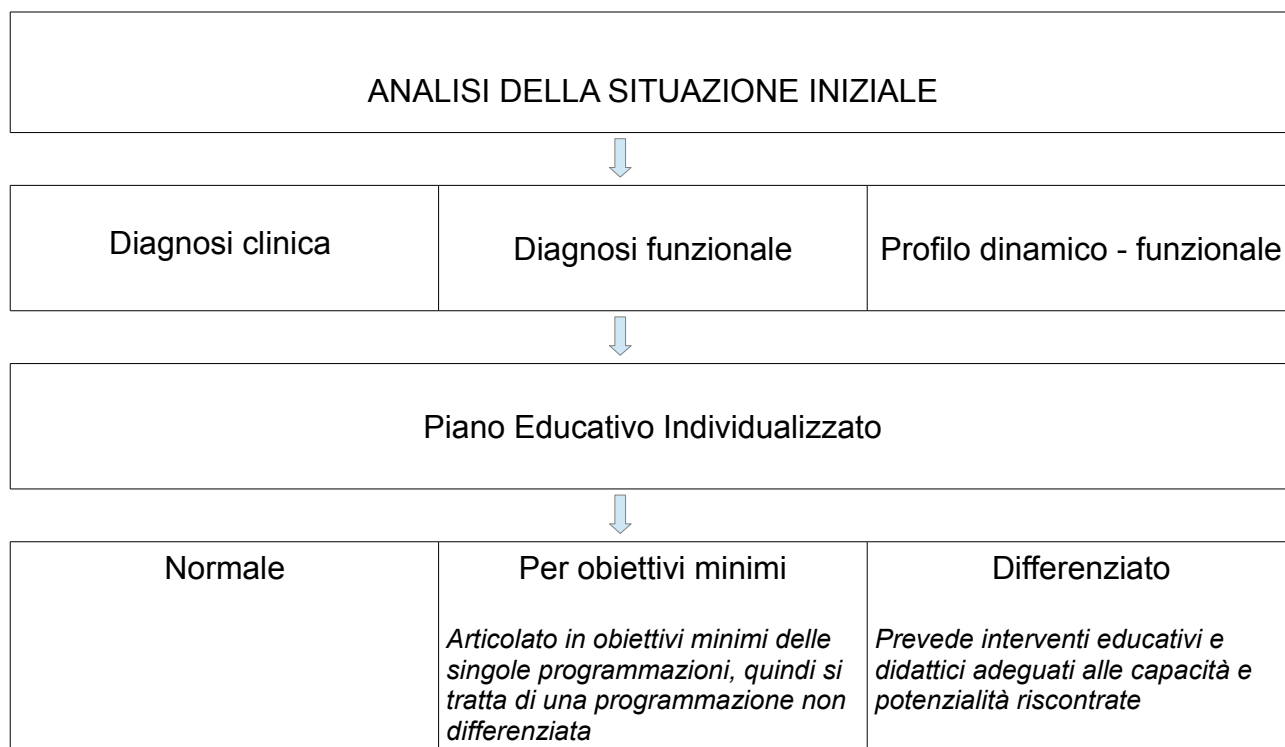 ANALISI DELLA SITUAZIONE INIZIALE
Diagnosi clinica
Diagnosi funzionale
Profilo dinamico - funzionale
Piano Educativo Individualizzato
Normale
Per obiettivi minimi
Articolato in obiettivi minimi delle
singole programmazioni, quindi si
tratta di una programmazione non
differenziata
Differenziato
Prevede interventi educativi e
didattici adeguati alle capacità e
potenzialità riscontrate